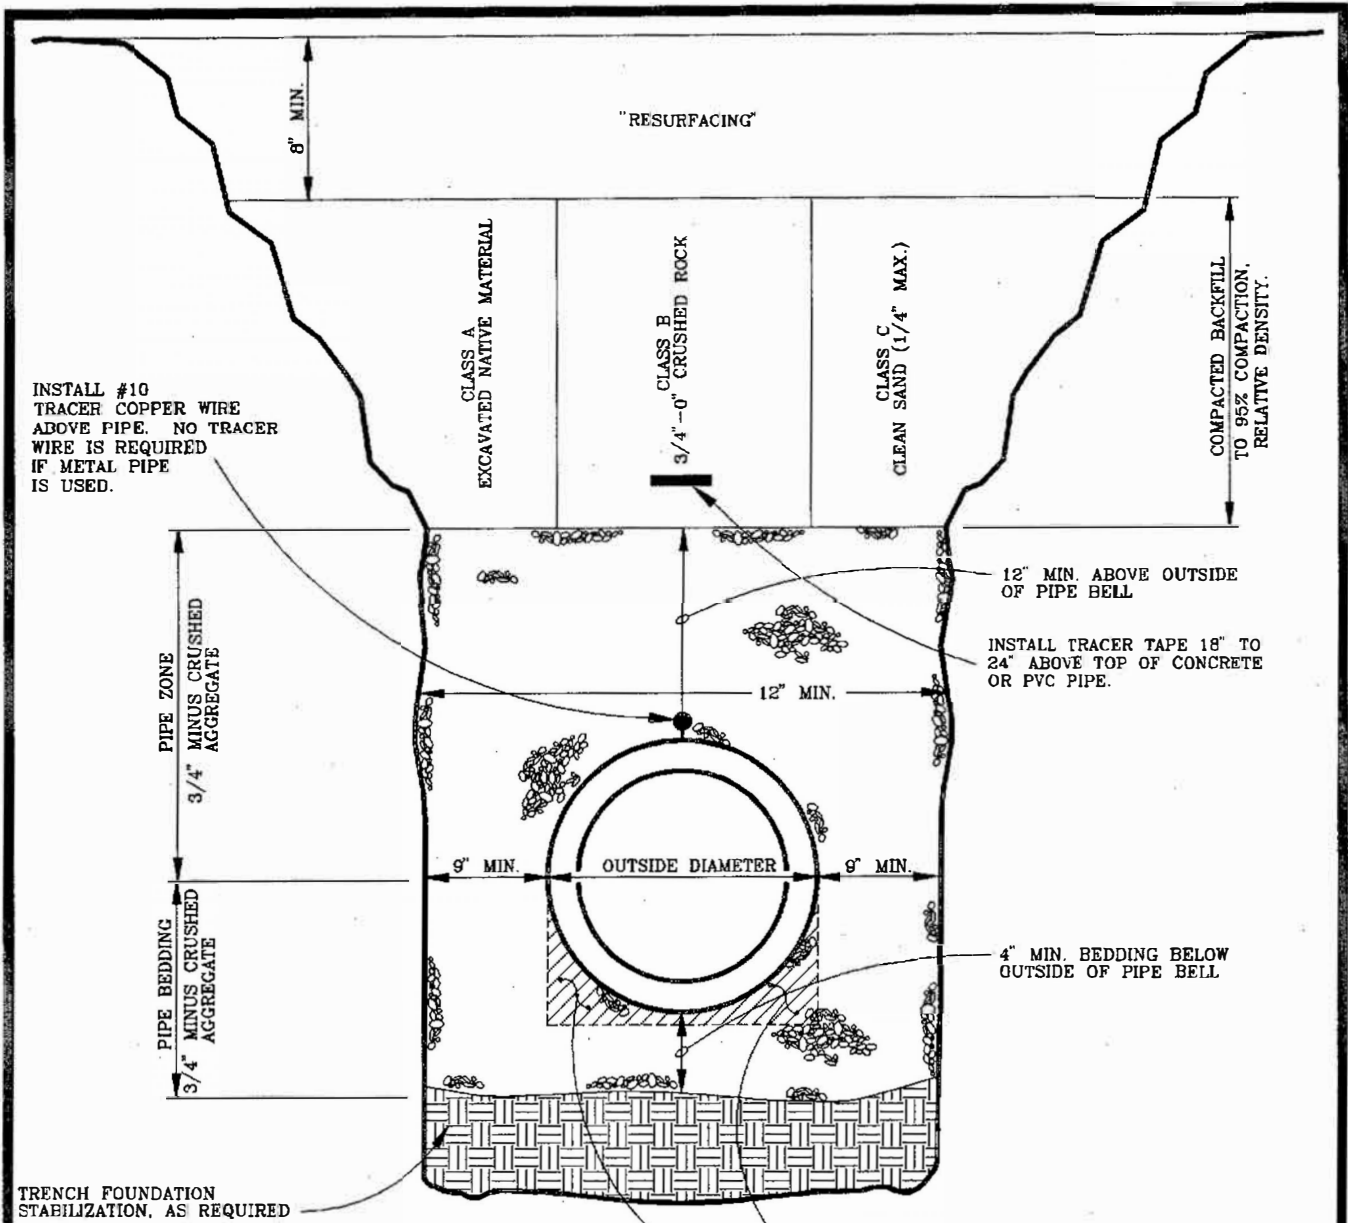 8" MIN.
"RESURFACING"
CLASS A
EXCAVATED NATIVE MATERIAL
CLASS B
3/4"-0" CRUSHED ROCK
CLASS C
CLEAN SAND (1/4" MAX.)
COMPACTED BACKFILL
TO 95% COMPACTION,
RELATIVE DENSITY.
INSTALL #10
TRACER COPPER WIRE
ABOVE PIPE. NO TRACER
WIRE IS REQUIRED
IF METAL PIPE
IS USED.
12" MIN. ABOVE OUTSIDE
OF PIPE BELL
INSTALL TRACER TAPE 18" TO
24" ABOVE TOP OF CONCRETE
OR PVC PIPE.
PIPE ZONE
3/4" MINUS CRUSHED
AGGREGATE
12" MIN.
9" MIN.
OUTSIDE DIAMETER
9" MIN.
PIPE BEDDING
3/4" MINUS CRUSHED
AGGREGATE
4" MIN. BEDDING BELOW
OUTSIDE OF PIPE BELL
TRENCH FOUNDATION
STABILIZATION, AS REQUIRED